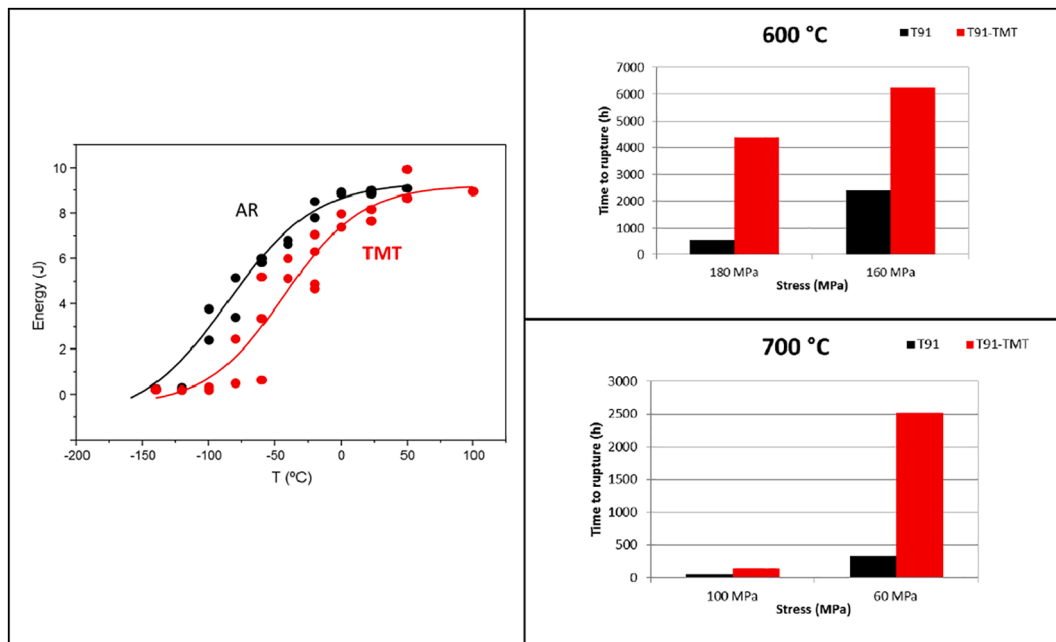 10
8
6
4
2
0
Energy (J)
AR
TMT
-200 -150 -100 -50 0 50 100
T (ºC)
600 °C
T91 T91-TMT
7000
6000
5000
4000
3000
2000
1000
0
Time to rupture (h)
180 MPa 160 MPa
Stress (MPa)
700 °C
T91 T91-TMT
3000
2500
2000
1500
1000
500
0
Time to rupture (h)
100 MPa 60 MPa
Stress (MPa)